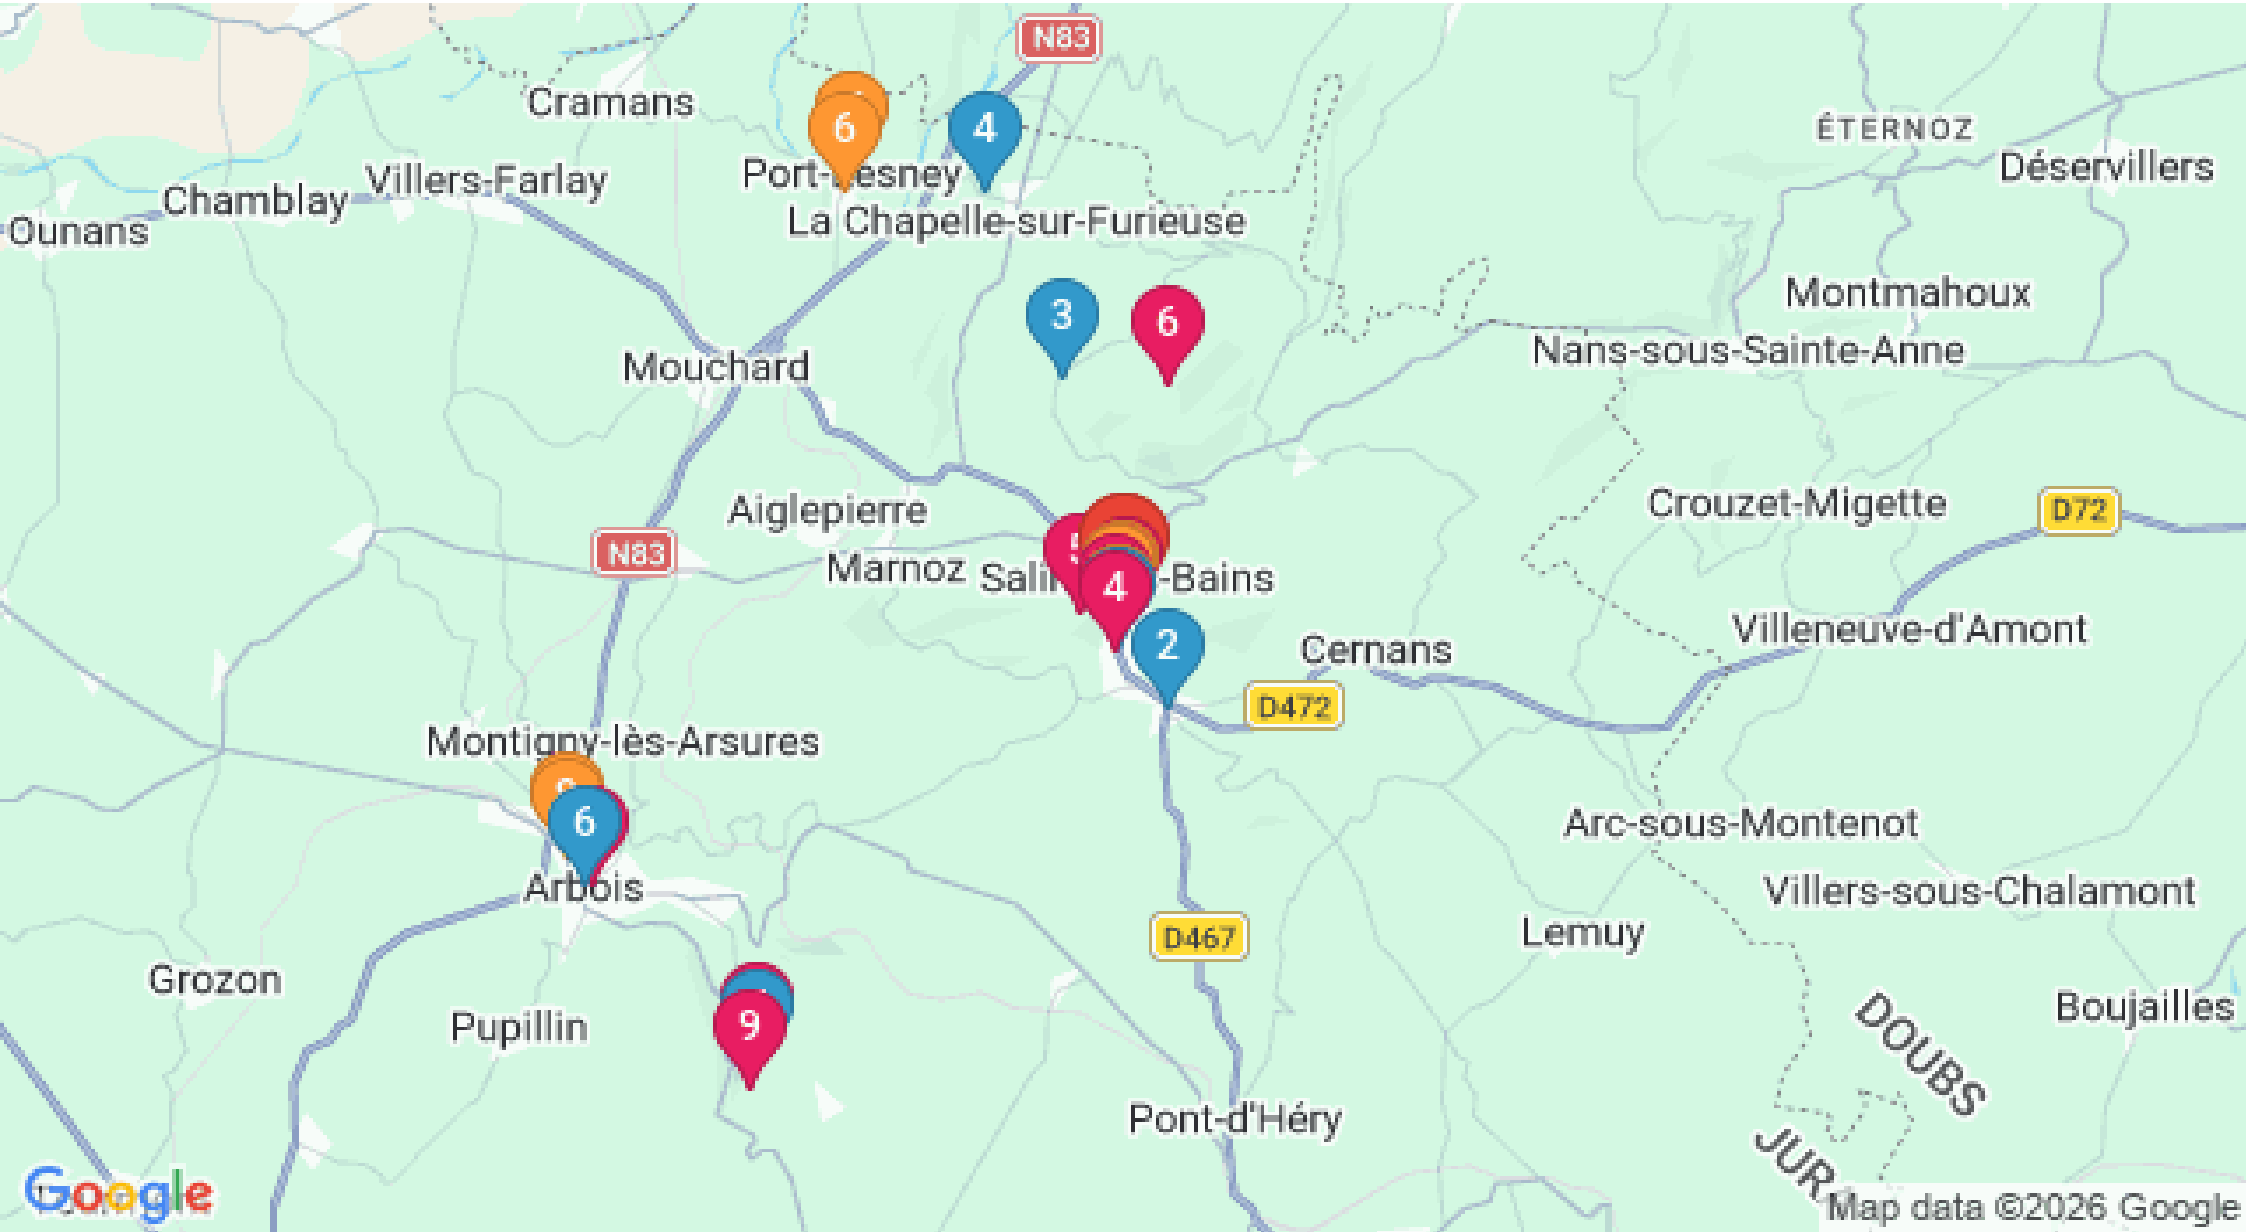 N83
Cramans
6
4
ÉTERNOZ
Port-Lesney
Déservillers
Villers-Farlay
Chamblay
La Chapelle-sur-Furieuse
Ounans
3
6
Montmahoux
Nans-sous-Sainte-Anne
Mouchard
Crouzet-Migette
D72
Aiglepierre
N83
5
Marnoz
4
-Bains
Villeneuve-d'Amont
2
Cernans
D472
Montigny-lès-Arsures
6
Arc-sous-Montenot
Arbois
Villers-sous-Chalamont
Lemuy
D467
Grozon
Boujailles
9
Pupillin
DOUBS
Pont-d'Héry
Google
Map data ©2026 Google